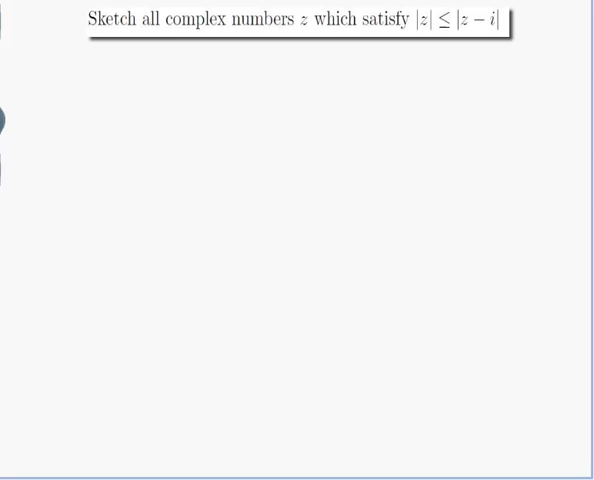 Sketch all complex numbers z which satisfy |z| ≤ |z − i|